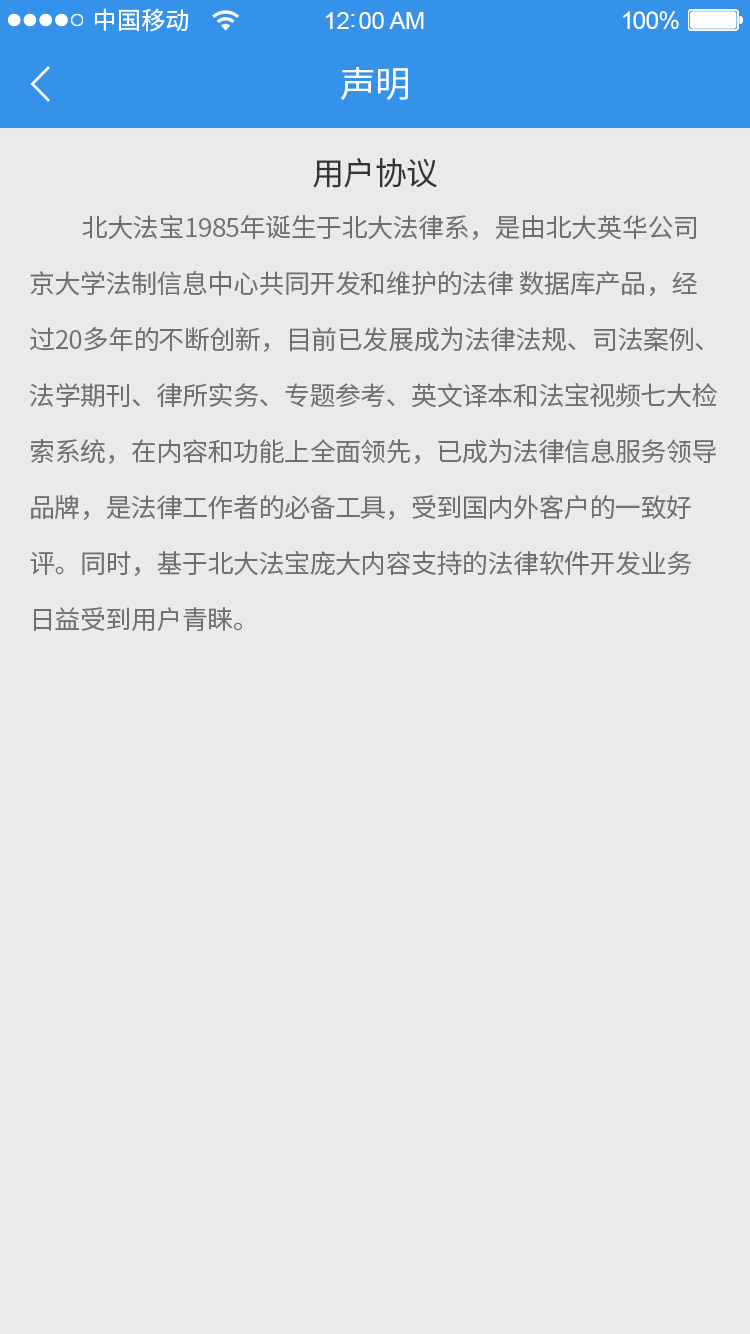 中国移动 12:00 AM 100%
声明
用户协议
北大法宝1985年诞生于北大法律系，是由北大英华公司
京大学法制信息中心共同开发和维护的法律 数据库产品，经
过20多年的不断创新，目前已发展成为法律法规、司法案例、
法学期刊、律所实务、专题参考、英文译本和法宝视频七大检
索系统，在内容和功能上全面领先，已成为法律信息服务领导
品牌，是法律工作者的必备工具，受到国内外客户的一致好
评。同时，基于北大法宝庞大内容支持的法律软件开发业务
日益受到用户青睐。